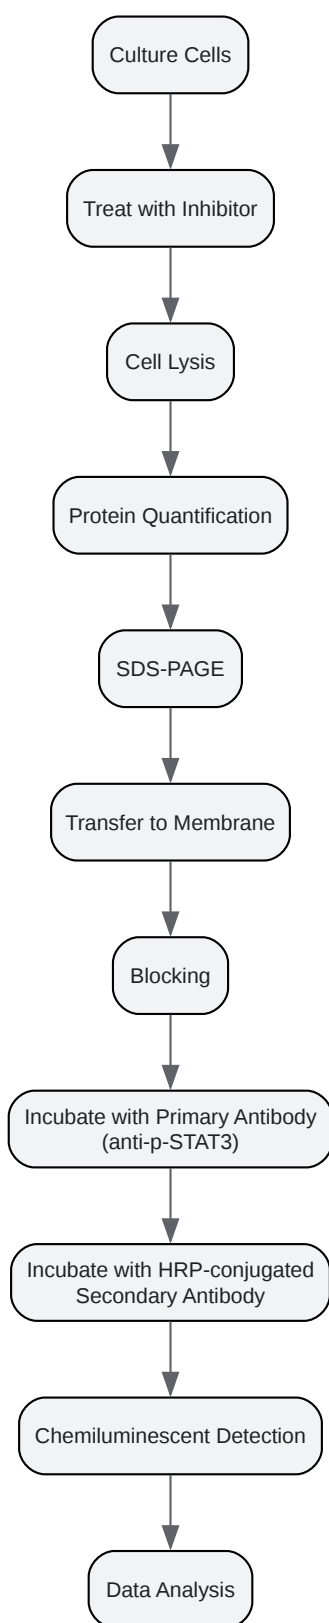 Culture Cells
Treat with Inhibitor
Cell Lysis
Protein Quantification
SDS-PAGE
Transfer to Membrane
Blocking
Incubate with Primary Antibody
(anti-p-STAT3)
Incubate with HRP-conjugated
Secondary Antibody
Chemiluminescent Detection
Data Analysis